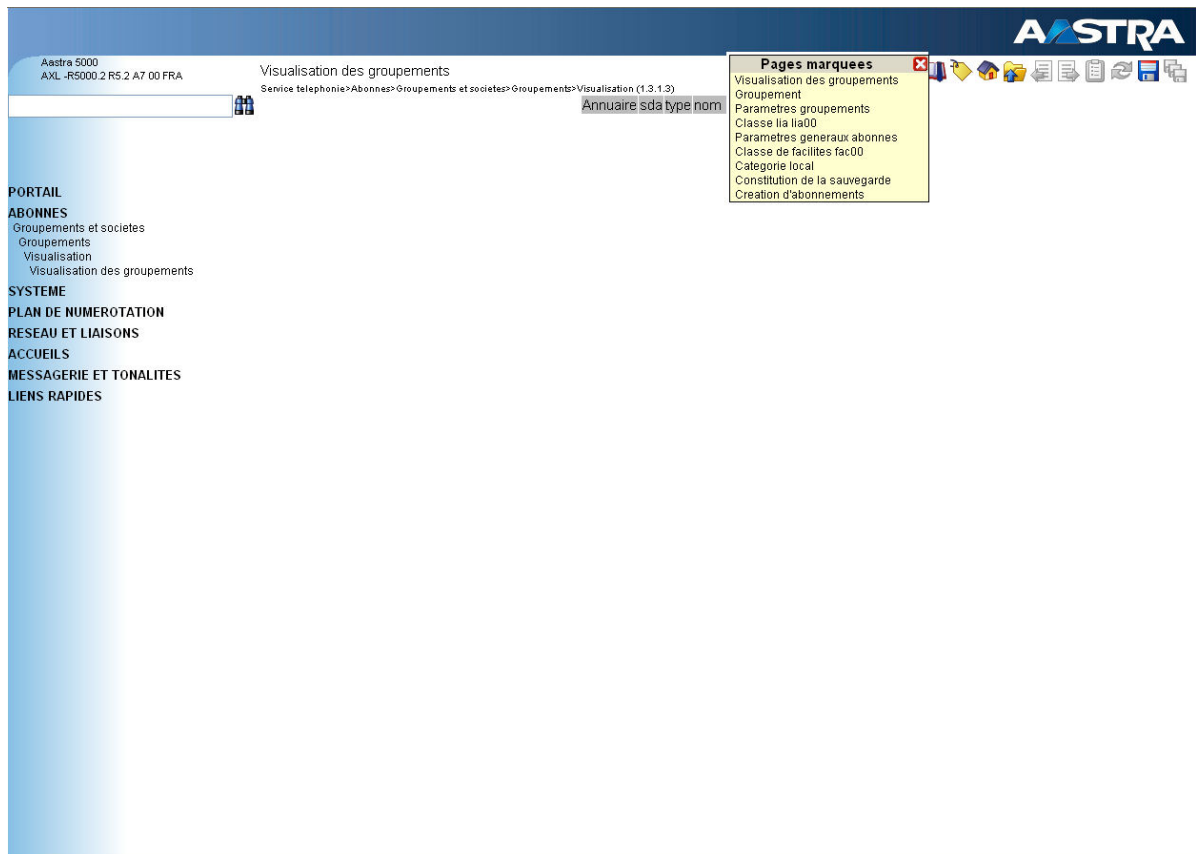 AASTRA
Aastra 5000
AXL -R5000.2 R5.2 A7 00 FRA
Visualisation des groupements
Service telephonie>Abonnes>Groupements et societes>Groupements>Visualisation (1.3.1.3)
Annuaire sda type nom
Pages marquees
Visualisation des groupements
Groupement
Parametres groupements
Classe lia lia00
Parametres generaux abonnes
Classe de facilites fac00
Categorie local
Constitution de la sauvegarde
Creation d'abonnements
PORTAIL
ABONNES
Groupements et societes
Groupements
Visualisation
Visualisation des groupements
SYSTEME
PLAN DE NUMEROTATION
RESEAU ET LIAISONS
ACCUEILS
MESSAGERIE ET TONALITES
LIENS RAPIDES